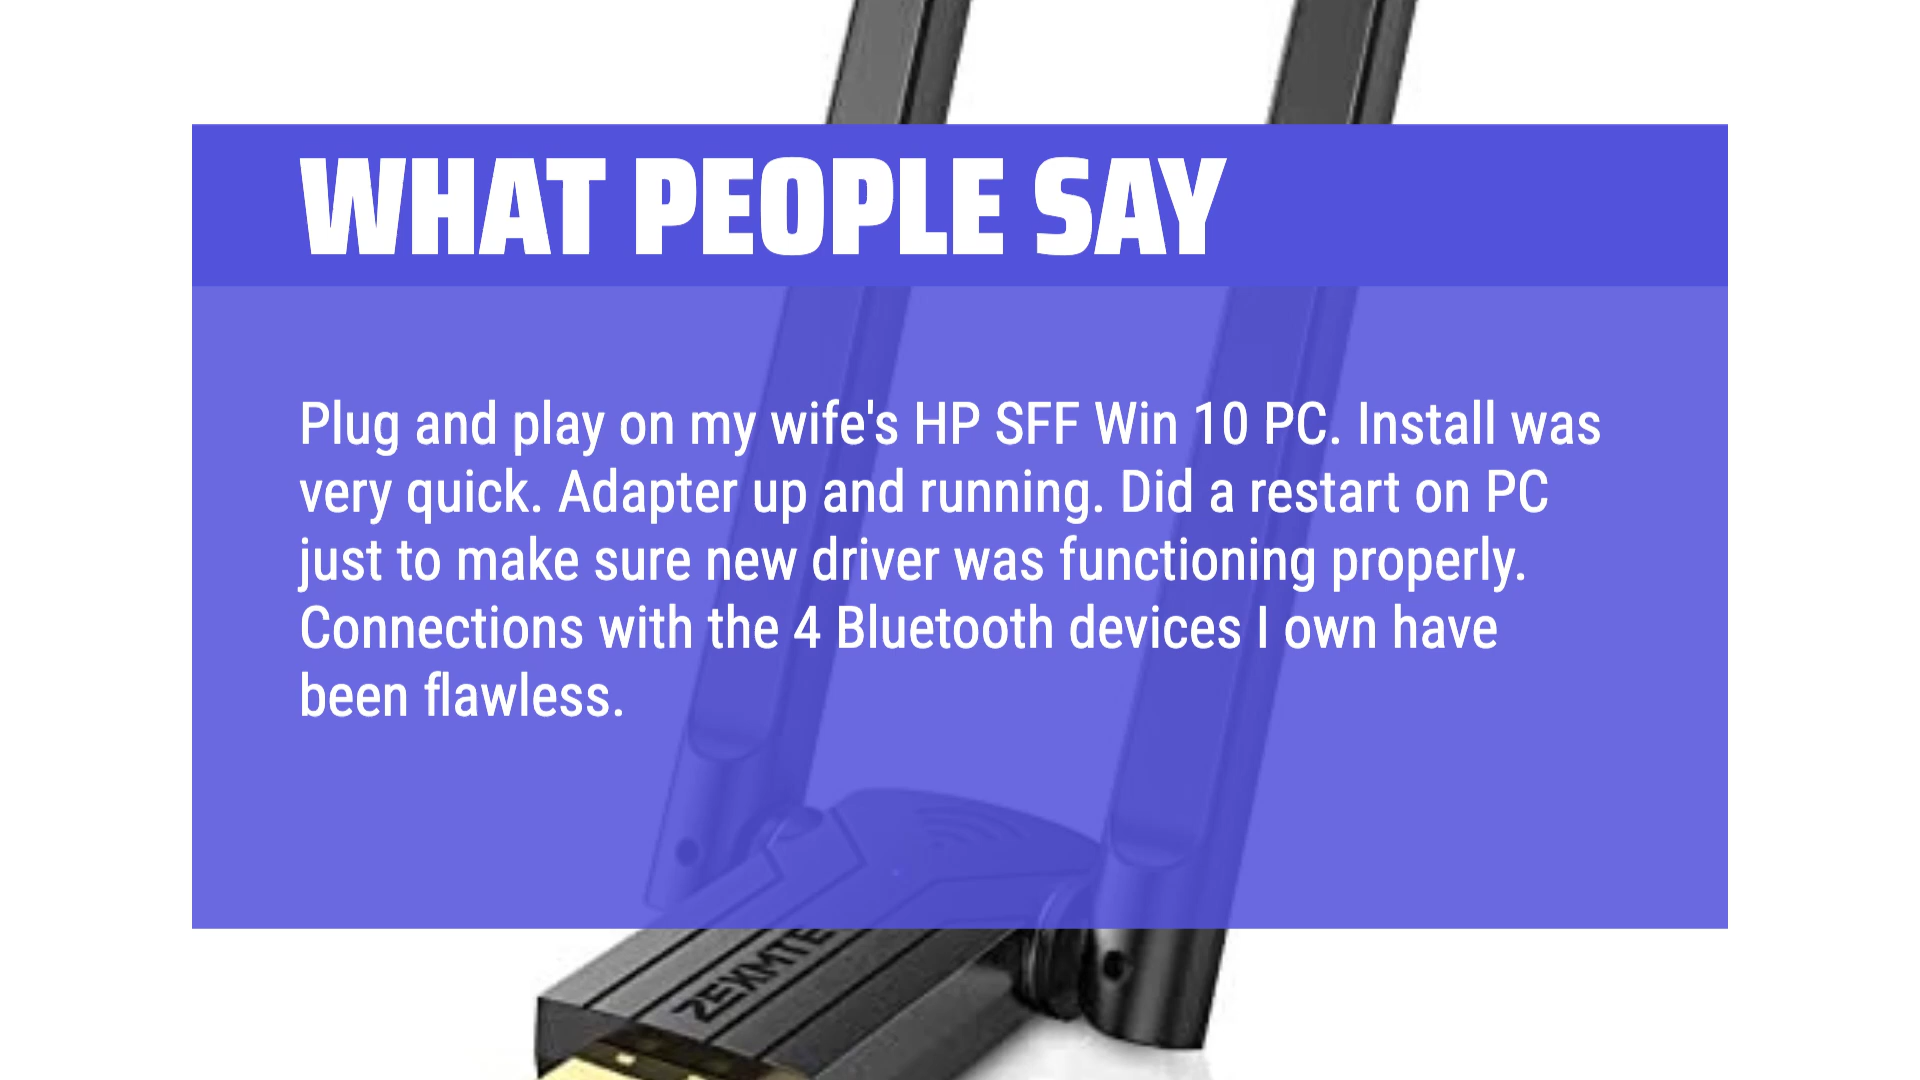 WHAT PEOPLE SAY
Plug and play on my wife's HP SFF Win 10 PC. Install was
very quick. Adapter up and running. Did a restart on PC
just to make sure new driver was functioning properly.
Connections with the 4 Bluetooth devices I own have
been flawless.
ZEXMTE